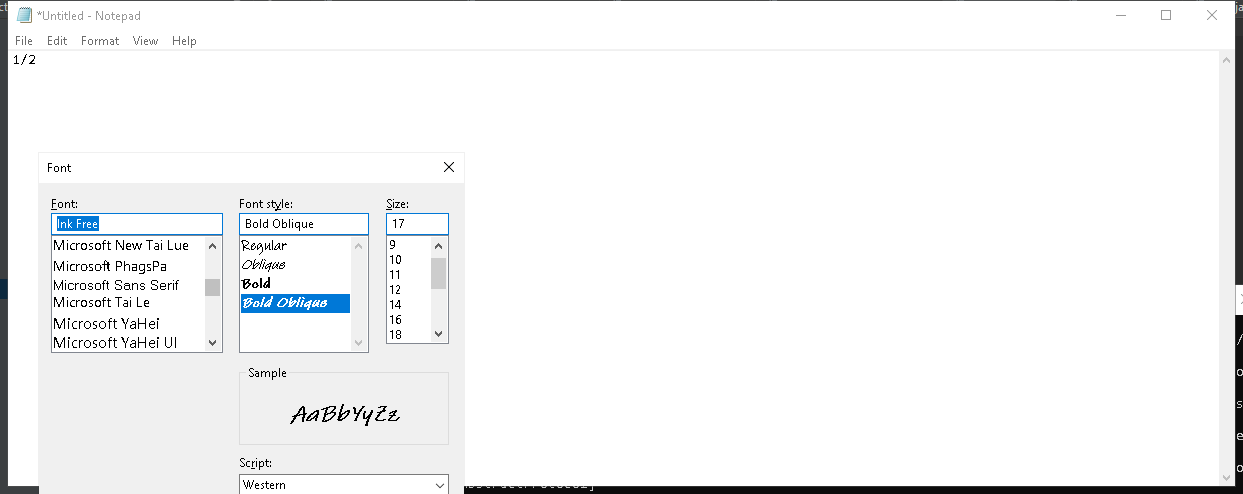 *Untitled - Notepad
File Edit Format View Help
1/2
Font
Font: Font style: Size:
Ink Free Bold Oblique 17
Microsoft New Tai Lue Regular 9
Microsoft PhagsPa Oblique 10
Microsoft Sans Serif Bold 11
Microsoft Tai Le Bold Oblique 12
Microsoft YaHei 14
Microsoft YaHei UI 16
18
Sample
AaBbYyZz
Script:
Western